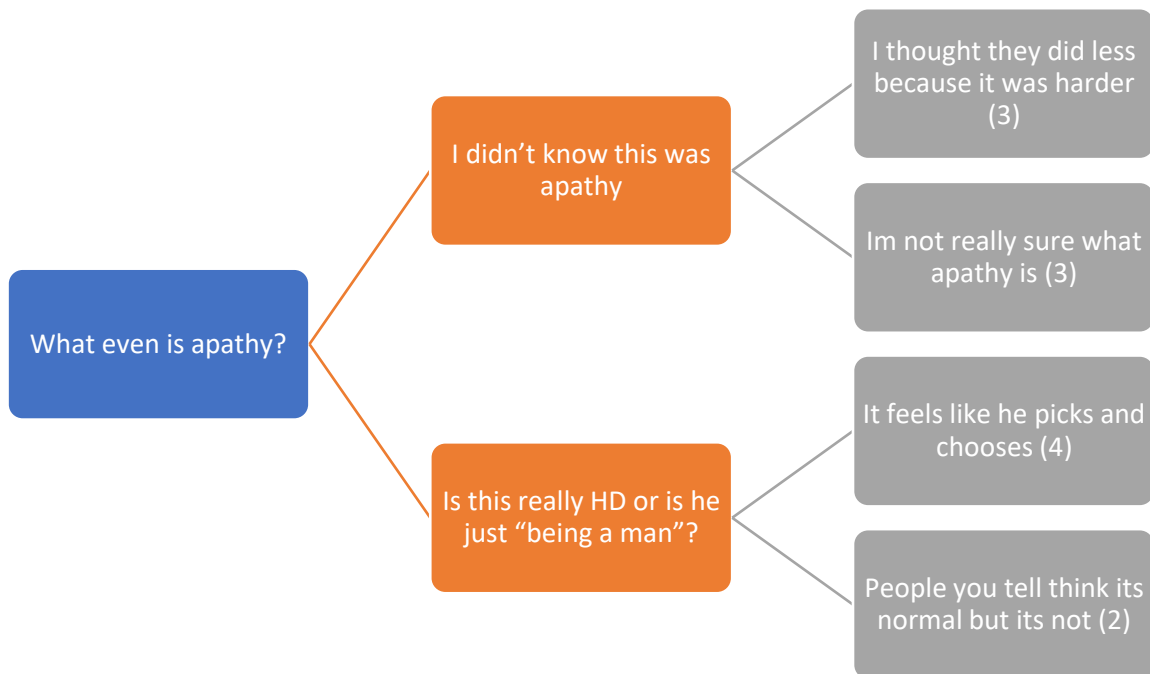 What even is apathy?
I didn’t know this was
apathy
Is this really HD or is he
just “being a man”?
I thought they did less
because it was harder
(3)
Im not really sure what
apathy is (3)
It feels like he picks and
chooses (4)
People you tell think its
normal but its not (2)